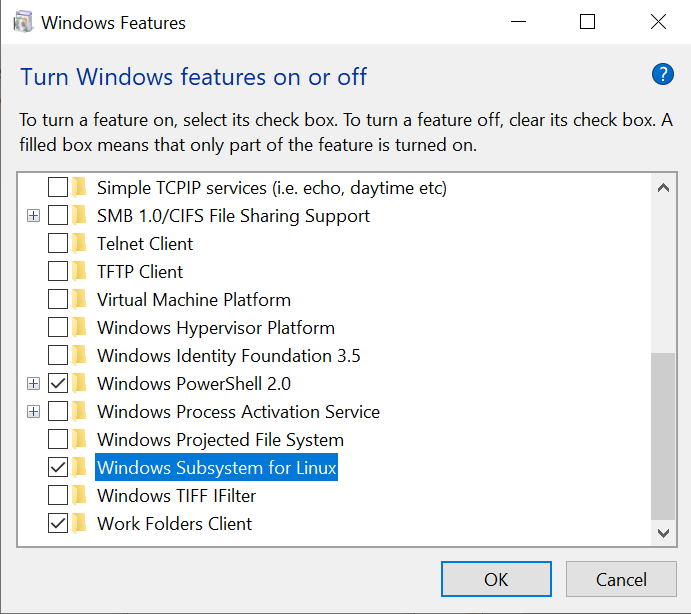 Windows Features
Turn Windows features on or off
?
To turn a feature on, select its check box. To turn a feature off, clear its check box. A
filled box means that only part of the feature is turned on.
Simple TCPIP services (i.e. echo, daytime etc)
SMB 1.0/CIFS File Sharing Support
Telnet Client
TFTP Client
Virtual Machine Platform
Windows Hypervisor Platform
Windows Identity Foundation 3.5
Windows PowerShell 2.0
Windows Process Activation Service
Windows Projected File System
Windows Subsystem for Linux
Windows TIFF IFilter
Work Folders Client
OK Cancel